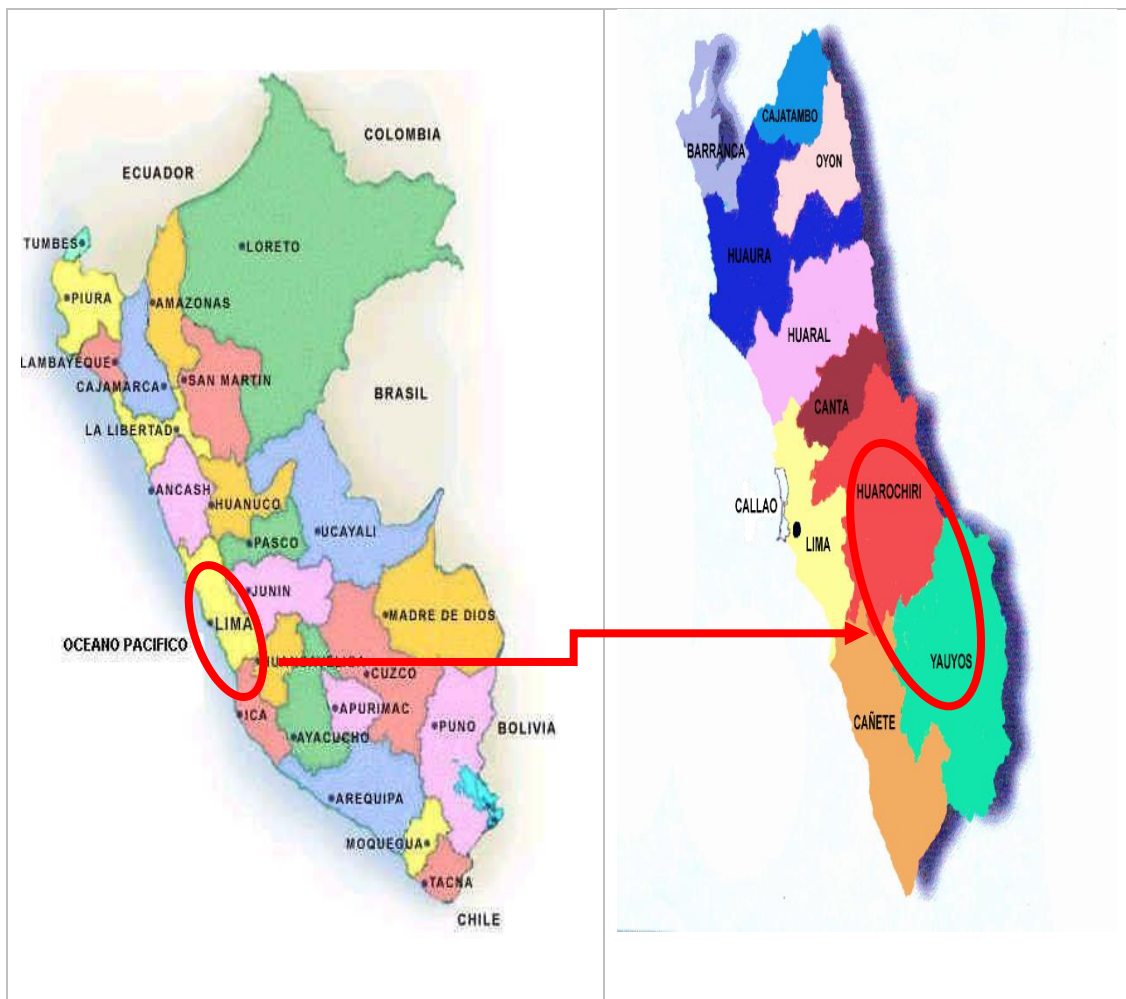 COLOMBIA
ECUADOR
TUMBES
LORETO
PIURA
AMAZONAS
LAMBAYEQUE
CAJAMARCA
SAN MARTIN
BRASIL
LA LIBERTAD
ANCASH
HUANUCO
UCAYALI
PASCO
JUNIN
MADRE DE DIOS
LIMA
OCEANO PACIFICO
CUZCO
ICA
APURIMAC
PUNO
BOLIVIA
AYACUCHO
AREQUIPA
MOQUEGUA
TACNA
CHILE
CAJATAMBO
BARRANCA
OYON
HUAURA
HUARAL
CANTA
HUAROCHIRI
CALLAO
LIMA
YAUYOS
CAÑETE